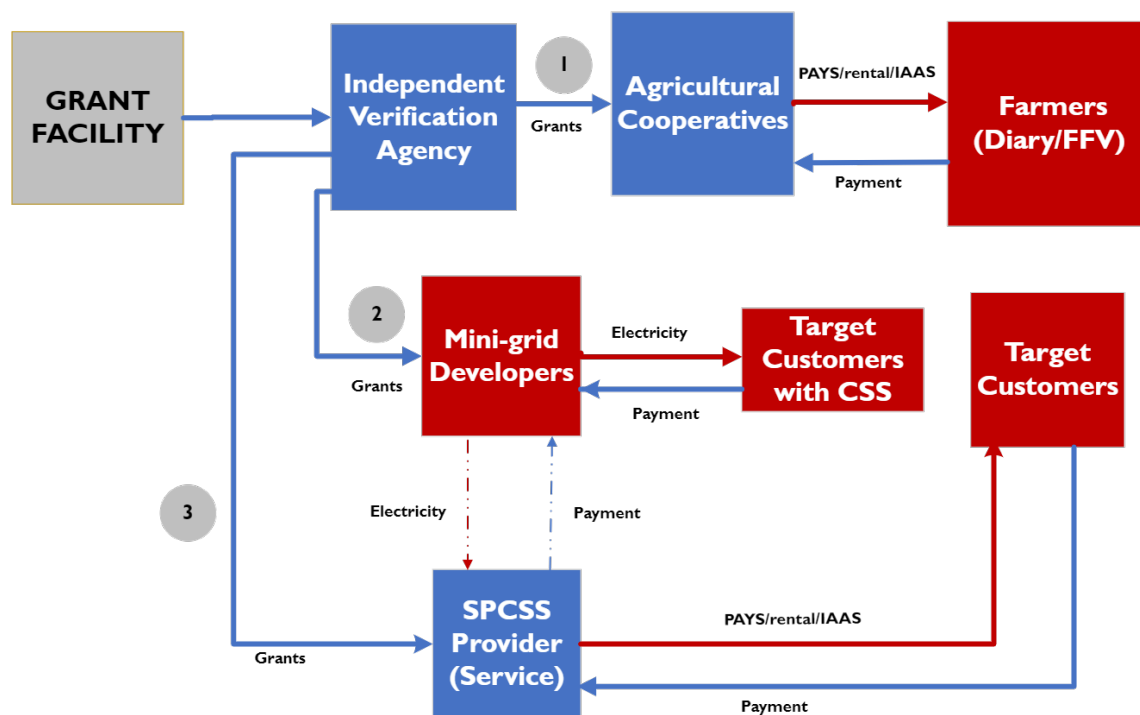 GRANT
FACILITY
Independent
Verification
Agency
1
Grants
Agricultural
Cooperatives
PAYS/rental/IAAS
Payment
Farmers
(Diary/FFV)
2
Grants
Mini-grid
Developers
Electricity
Payment
Target
Customers
with CSS
Target
Customers
3
Electricity
Payment
Grants
SPCSS
Provider
(Service)
PAYS/rental/IAAS
Payment